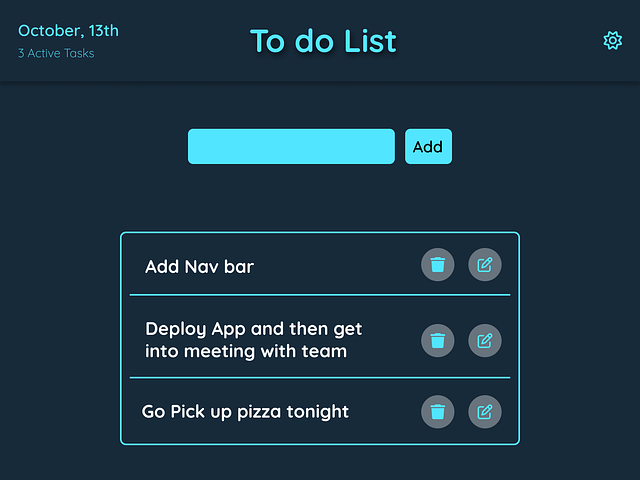 October, 13th
3 Active Tasks
To do List
Add
Add Nav bar
Deploy App and then get
into meeting with team
Go Pick up pizza tonight